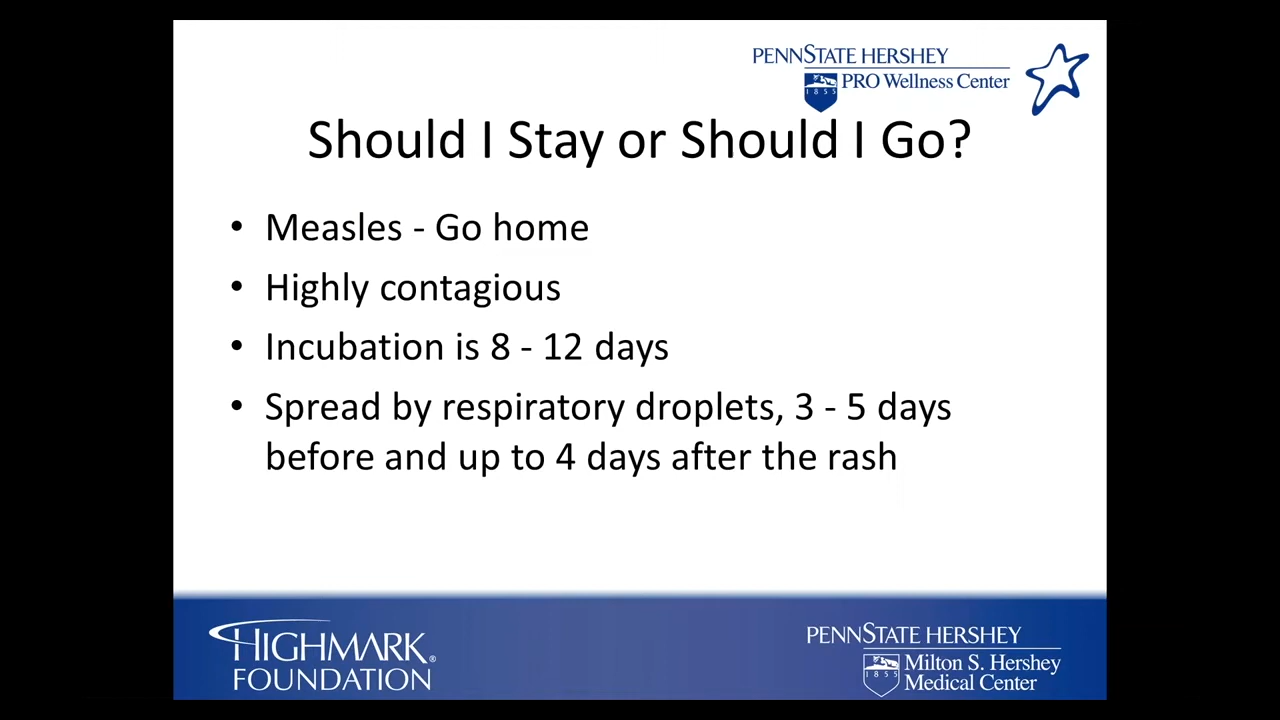 PENNSTATE HERSHEY
PRO Wellness Center
1855
Should I Stay or Should I Go?
• Measles - Go home
• Highly contagious
• Incubation is 8 - 12 days
• Spread by respiratory droplets, 3 - 5 days
before and up to 4 days after the rash
HIGHMARK®
FOUNDATION
PENNSTATE HERSHEY
Milton S. Hershey
1855
Medical Center